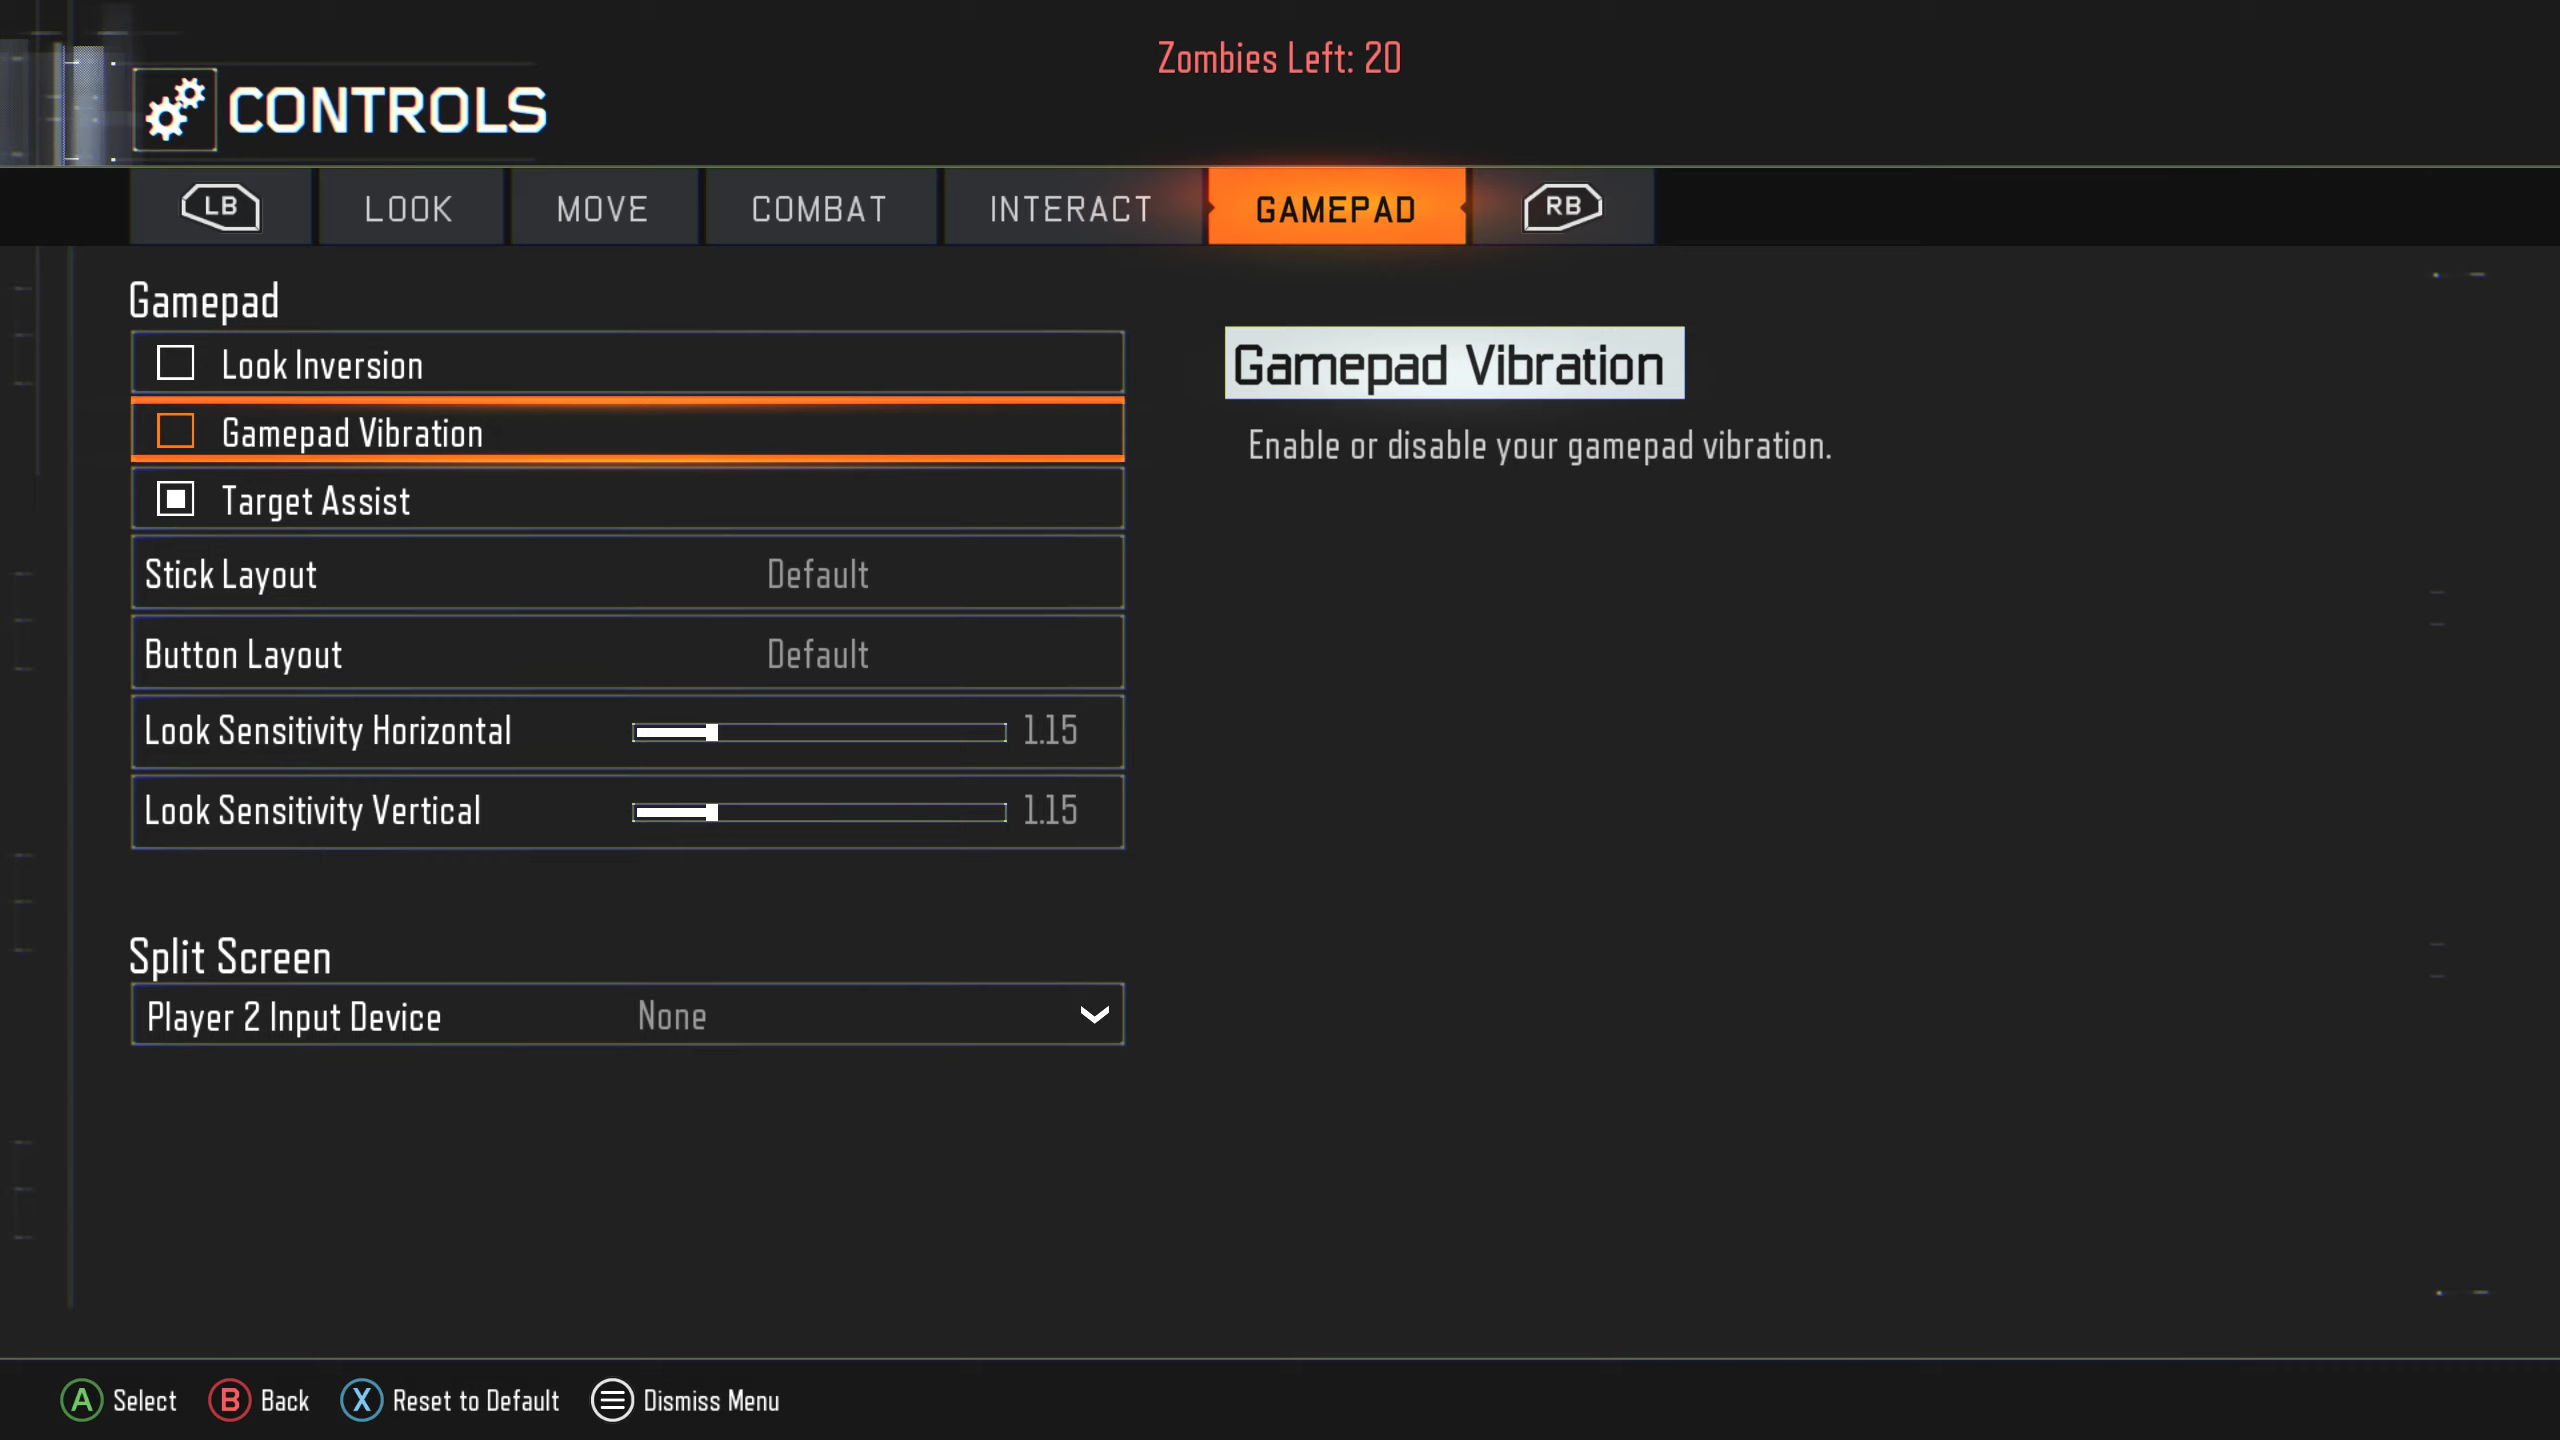 Zombies Left: 20
CONTROLS
LB LOOK MOVE COMBAT INTERACT GAMEPAD RB
Gamepad
Look Inversion
Gamepad Vibration
Target Assist
Stick Layout Default
Button Layout Default
Look Sensitivity Horizontal 1.15
Look Sensitivity Vertical 1.15
Split Screen
Player 2 Input Device None
Gamepad Vibration
Enable or disable your gamepad vibration.
A Select B Back X Reset to Default Dismiss Menu